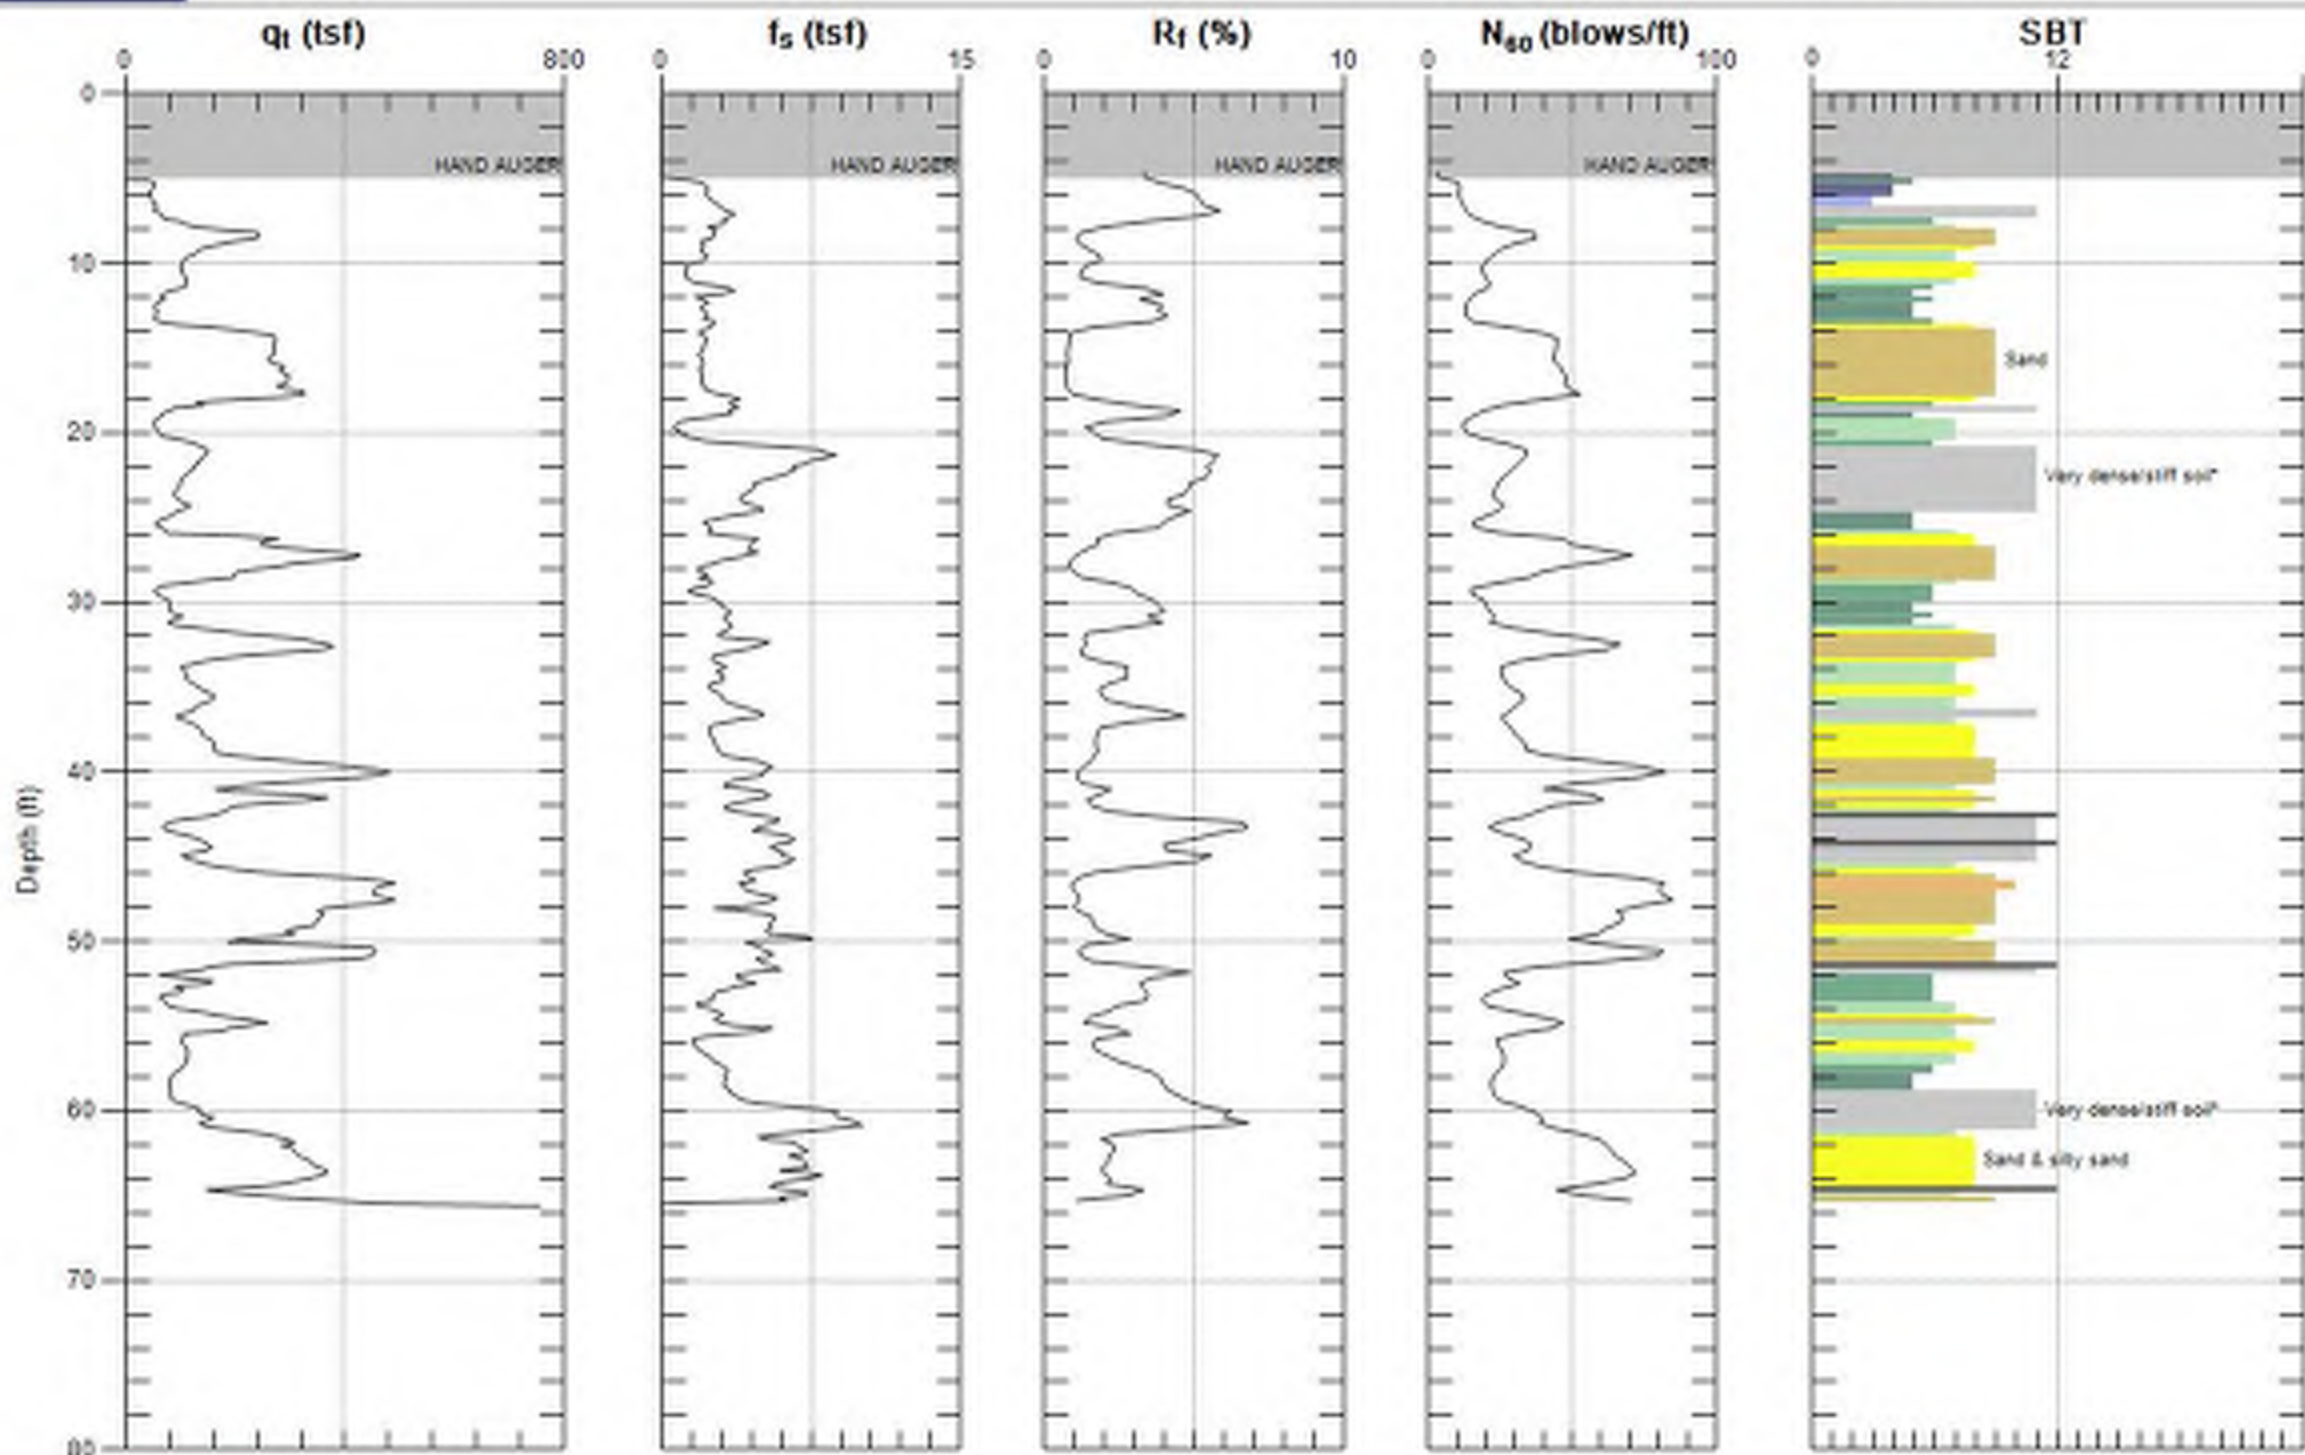 qt (tsf) fs (tsf) Rf (%) N60 (blows/ft) SBT
0 800 0 15 0 10 0 100 0 12
0
HAND AUGER HAND AUGER HAND AUGER HAND AUGER
10
Sand
20
Very dense/stiff soil*
30
40
Depth (ft)
50
60
Very dense/stiff soil*
Sand & silty sand
70
80